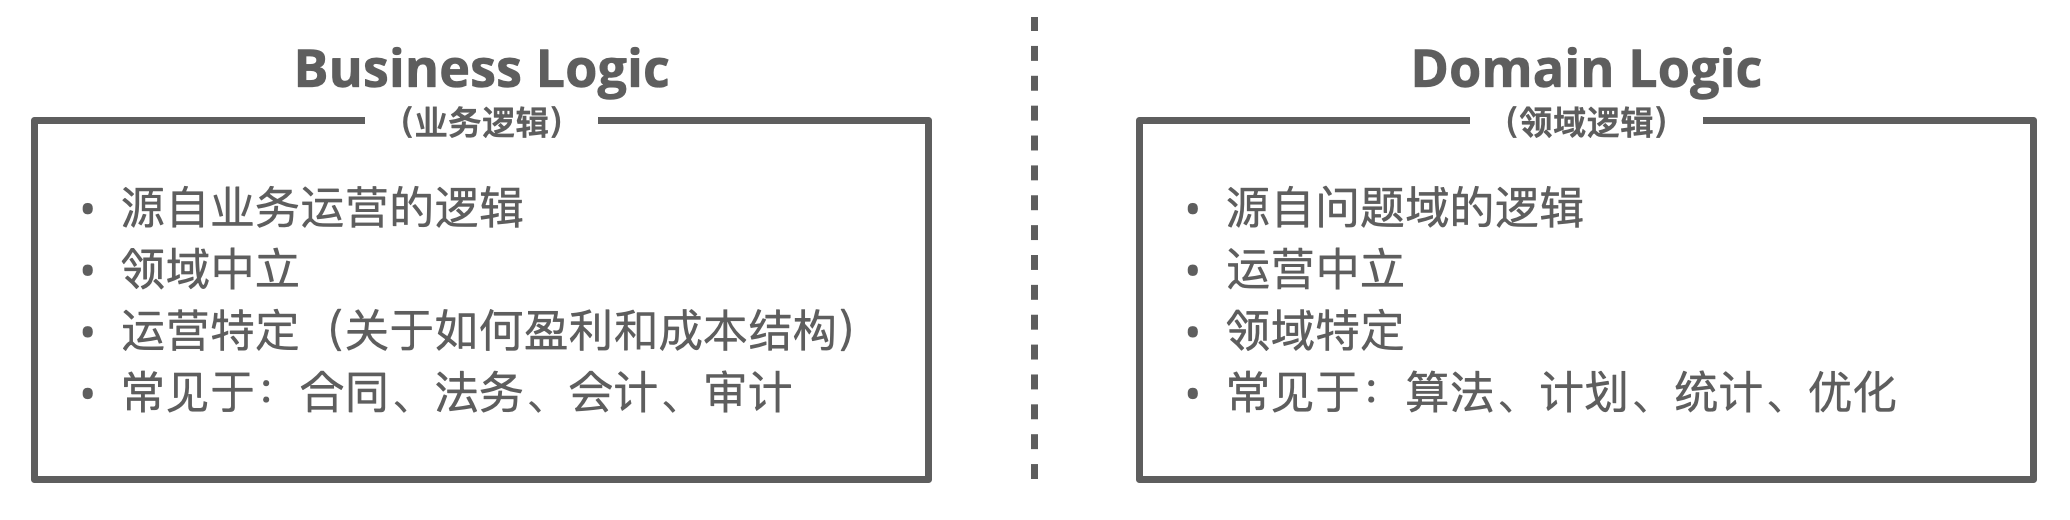 Business Logic
（业务逻辑）
• 源自业务运营的逻辑
• 领域中立
• 运营特定（关于如何盈利和成本结构）
• 常见于：合同、法务、会计、审计
Domain Logic
（领域逻辑）
• 源自问题域的逻辑
• 运营中立
• 领域特定
• 常见于：算法、计划、统计、优化